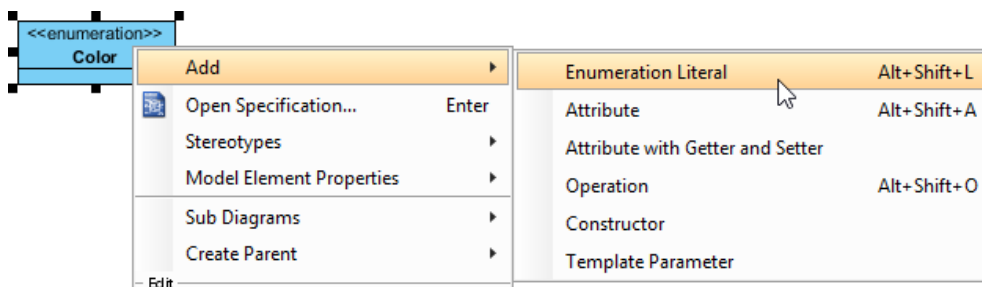 <<enumeration>>
Color
Add
Open Specification... Enter
Stereotypes
Model Element Properties
Sub Diagrams
Create Parent
Edit
Enumeration Literal Alt+Shift+L
Attribute Alt+Shift+A
Attribute with Getter and Setter
Operation Alt+Shift+O
Constructor
Template Parameter